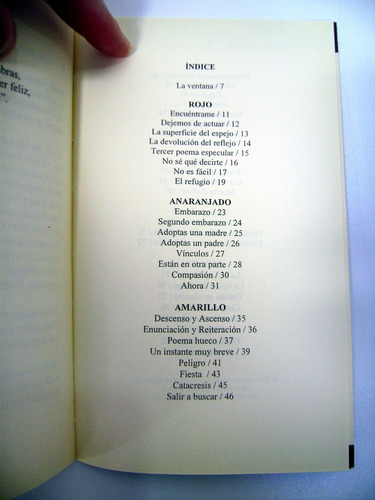 bras,
er feliz,
”.
ÍNDICE
La ventana / 7
ROJO
Encuéntrame / 11
Dejemos de actuar / 12
La superficie del espejo / 13
La devolución del reflejo / 14
Tercer poema especular / 15
No sé qué decirte / 16
No es fácil / 17
El refugio / 19
ANARANJADO
Embarazo / 23
Segundo embarazo / 24
Adoptas una madre / 25
Adoptas un padre / 26
Vínculos / 27
Están en otra parte / 28
Compasión / 30
Ahora / 31
AMARILLO
Descenso y Ascenso / 35
Enunciación y Reiteración / 36
Poema hueco / 37
Un instante muy breve / 39
Peligro / 41
Fiesta / 43
Catacresis / 45
Salir a buscar / 46